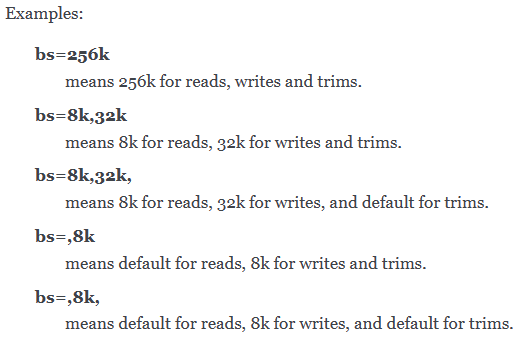 Examples:
bs=256k
means 256k for reads, writes and trims.
bs=8k,32k
means 8k for reads, 32k for writes and trims.
bs=8k,32k,
means 8k for reads, 32k for writes, and default for trims.
bs=,8k
means default for reads, 8k for writes and trims.
bs=,8k,
means default for reads, 8k for writes, and default for trims.